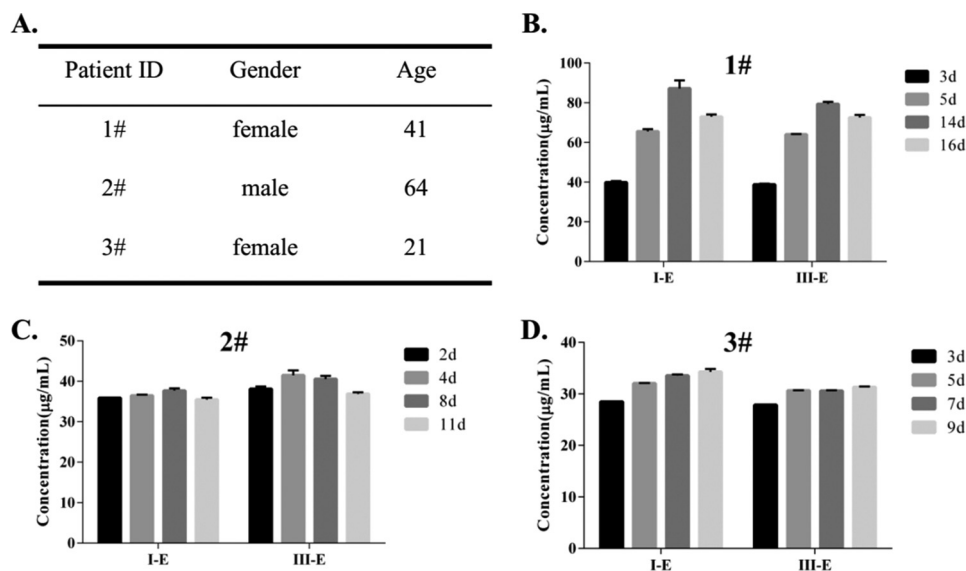 A.
Patient ID Gender Age
1# female 41
2# male 64
3# female 21
B.
1#
Concentration(μg/mL)
100
80
60
40
20
0
I-E III-E
3d
5d
14d
16d
C.
2#
Concentration(μg/mL)
50
40
30
20
10
0
I-E III-E
2d
4d
8d
11d
D.
3#
Concentration(μg/mL)
40
30
20
10
0
I-E III-E
3d
5d
7d
9d